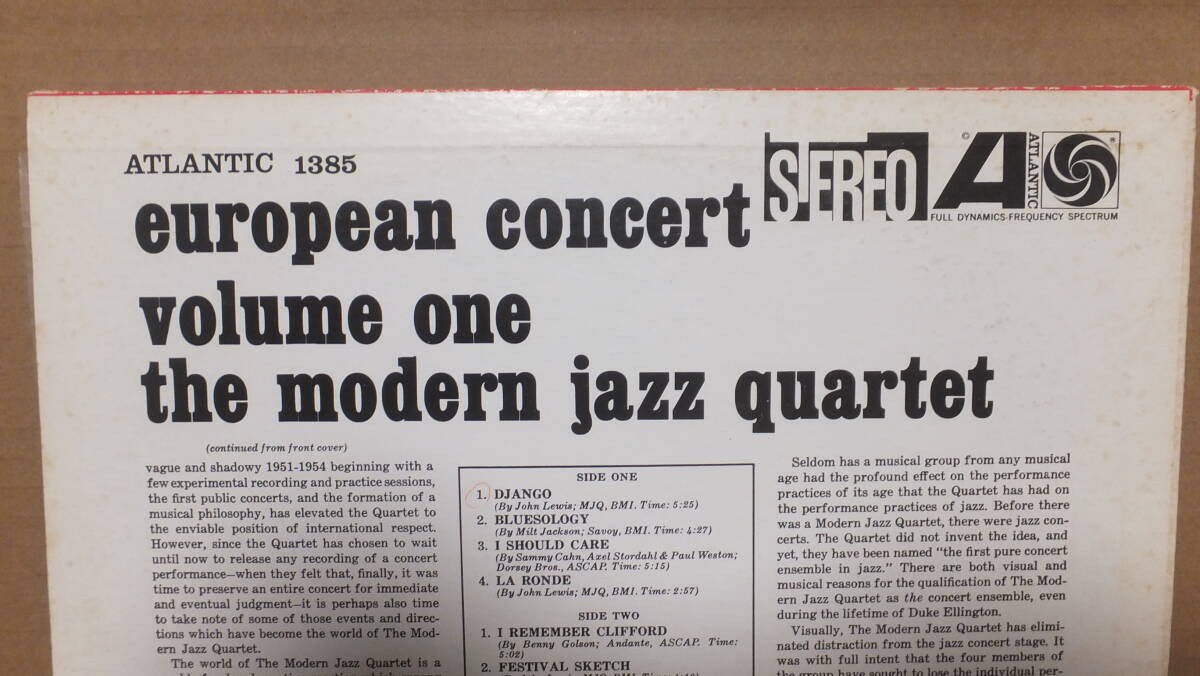 ATLANTIC 1385
STEREO
©
A
ATLANTIC
®
FULL DYNAMICS-FREQUENCY SPECTRUM
european concert
volume one
the modern jazz quartet
(continued from front cover)
vague and shadowy 1951-1954 beginning with a
few experimental recording and practice sessions,
the first public concerts, and the formation of a
musical philosophy, has elevated the Quartet to
the enviable position of international respect.
However, since the Quartet has chosen to wait
until now to release any recording of a concert
performance—when they felt that, finally, it was
time to preserve an entire concert for immediate
and eventual judgment—it is perhaps also time
to take note of some of those events and direc-
tions which have become the world of The Mod-
ern Jazz Quartet.
The world of The Modern Jazz Quartet is a
SIDE ONE
1. DJANGO
(By John Lewis; MJQ, BMI. Time: 5:25)
2. BLUESOLOGY
(By Milt Jackson; Savoy, BMI. Time: 4:27)
3. I SHOULD CARE
(By Sammy Cahn, Axel Stordahl & Paul Weston;
Dorsey Bros., ASCAP. Time: 5:15)
4. LA RONDE
(By John Lewis; MJQ, BMI. Time: 2:57)
SIDE TWO
1. I REMEMBER CLIFFORD
(By Benny Golson; Andante, ASCAP. Time:
5:02)
2. FESTIVAL SKETCH
Seldom has a musical group from any musical
age had the profound effect on the performance
practices of its age that the Quartet has had on
the performance practices of jazz. Before there
was a Modern Jazz Quartet, there were jazz con-
certs. The Quartet did not invent the idea, and
yet, they have been named "the first pure concert
ensemble in jazz." There are both visual and
musical reasons for the qualification of The Mod-
ern Jazz Quartet as the concert ensemble, even
during the lifetime of Duke Ellington.
Visually, The Modern Jazz Quartet has elimi-
nated distraction from the jazz concert stage. It
was with full intent that the four members of
the group have sought to lose the individual per-